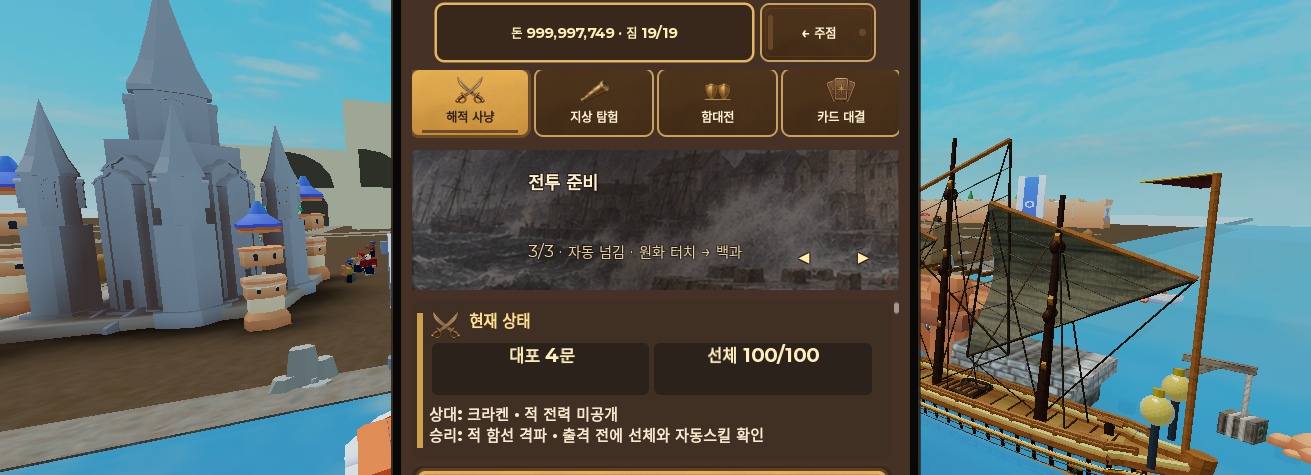 돈 999,997,749 · 짐 19/19
← 주점
해적 사냥
지상 탐험
함대전
카드 대결
전투 준비
3/3 · 자동 넘김 · 원화 터치 → 백과
현재 상태
대포 4문
선체 100/100
상대: 크라켄 • 적 전력 미공개
승리: 적 함선 격파 • 출격 전에 선체와 자동스킬 확인